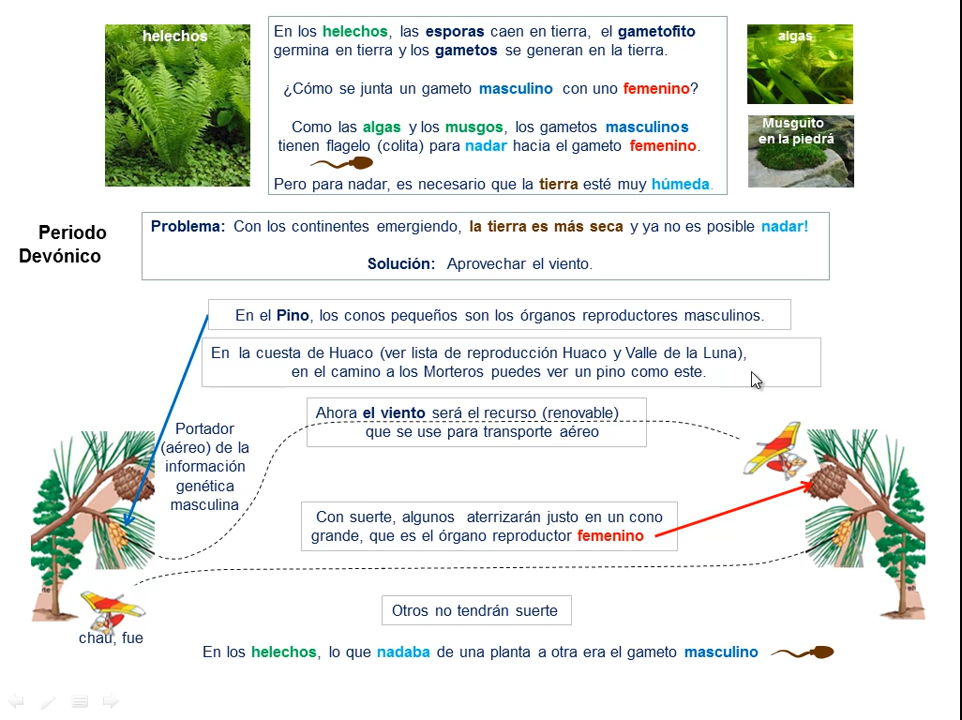 helechos
En los helechos, las esporas caen en tierra, el gametofito
germina en tierra y los gametos se generan en la tierra.
¿Cómo se junta un gameto masculino con uno femenino?
Como las algas y los musgos, los gametos masculinos
tienen flagelo (colita) para nadar hacia el gameto femenino.
Pero para nadar, es necesario que la tierra esté muy húmeda.
algas
Musguito
en la piedrá
Periodo
Devónico
Problema: Con los continentes emergiendo, la tierra es más seca y ya no es posible nadar!
Solución: Aprovechar el viento.
En el Pino, los conos pequeños son los órganos reproductores masculinos.
En la cuesta de Huaco (ver lista de reproducción Huaco y Valle de la Luna),
en el camino a los Morteros puedes ver un pino como este.
Ahora el viento será el recurso (renovable)
que se use para transporte aéreo
Portador
(aéreo) de la
información
genética
masculina
Con suerte, algunos aterrizarán justo en un cono
grande, que es el órgano reproductor femenino
Otros no tendrán suerte
chau, fue
En los helechos, lo que nadaba de una planta a otra era el gameto masculino